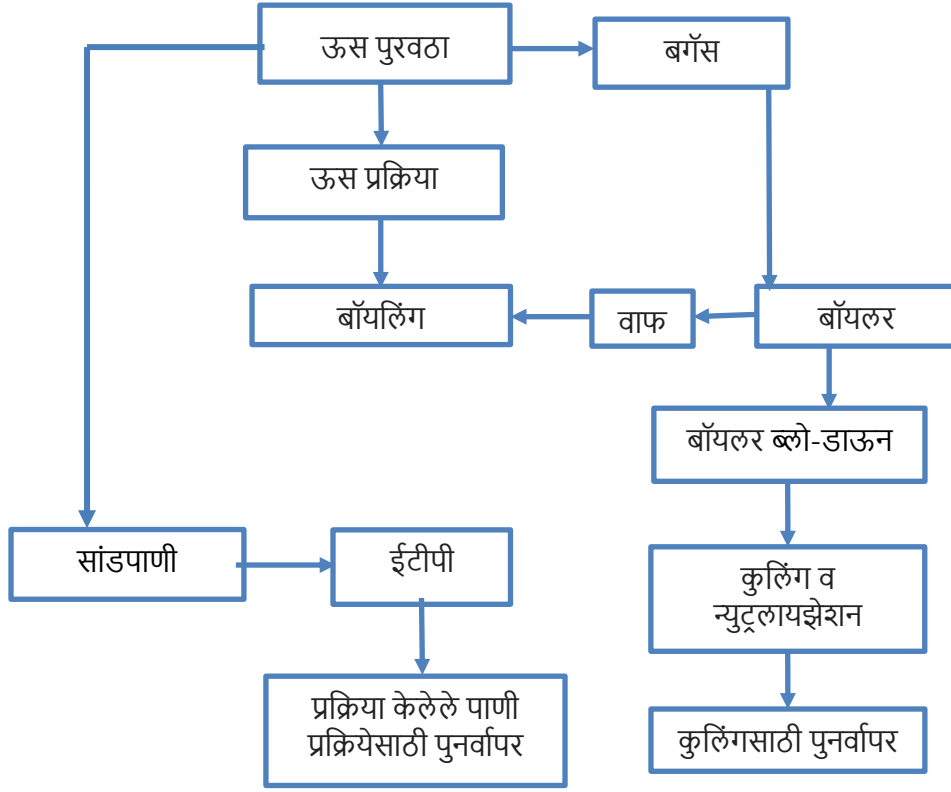 ऊस पुरवठा
बगॅस
ऊस प्रक्रिया
बॉयलिंग
वाफ
बॉयलर
बॉयलर ब्लो-डाऊन
सांडपाणी
ईटीपी
कुलिंग व
न्युट्रलायझेशन
प्रक्रिया केलेले पाणी
प्रक्रियेसाठी पुनर्वापर
कुलिंगसाठी पुनर्वापर